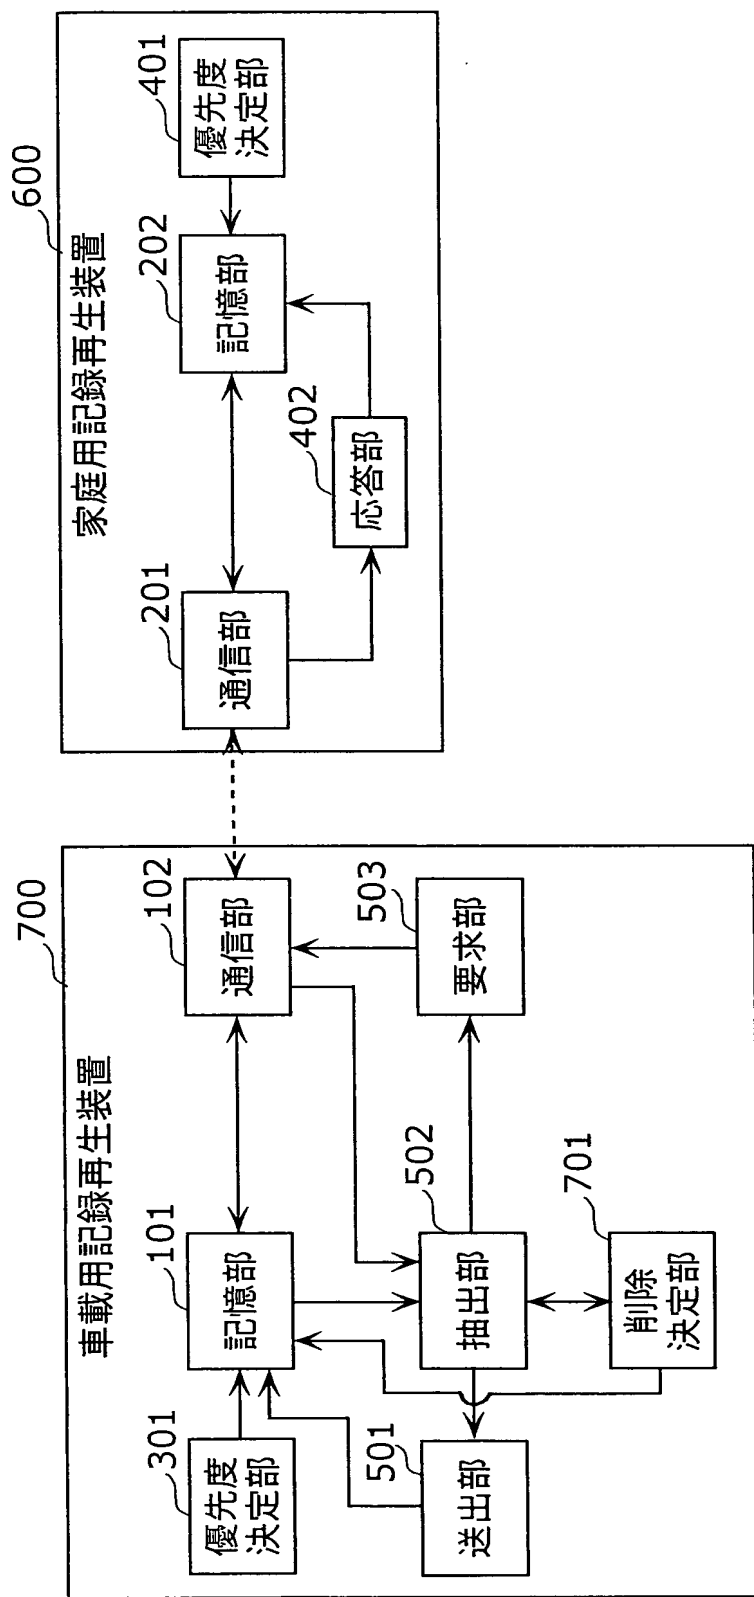 700
車載用記録再生装置
301
優先度
決定部
101
記憶部
102
通信部
501
送出部
502
抽出部
503
要求部
701
削除
決定部
600
家庭用記録再生装置
201
通信部
202
記憶部
401
優先度
決定部
402
応答部